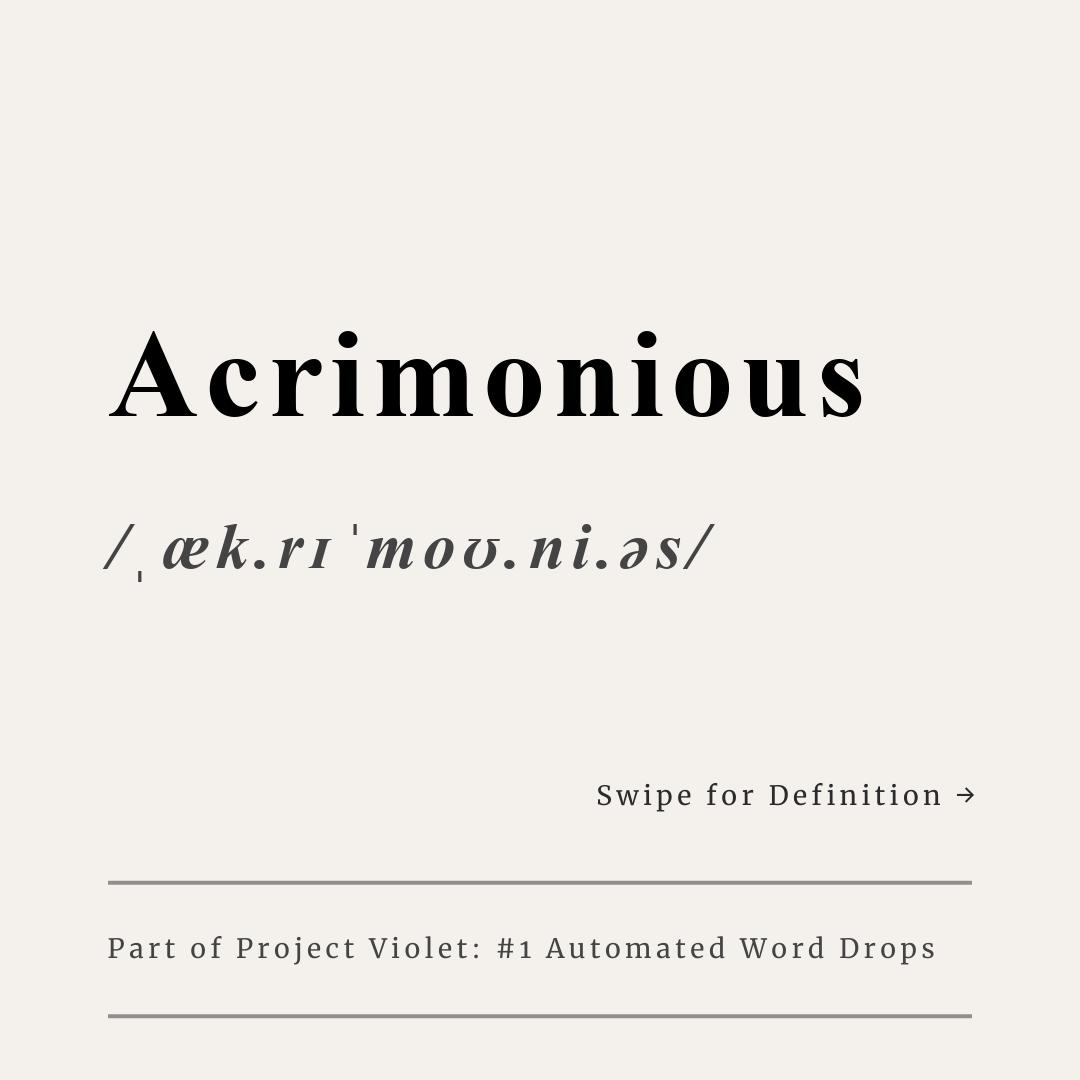 Acrimonious
/ˌæk.rɪˈmoʊ.ni.əs/
Swipe for Definition →
Part of Project Violet: #1 Automated Word Drops